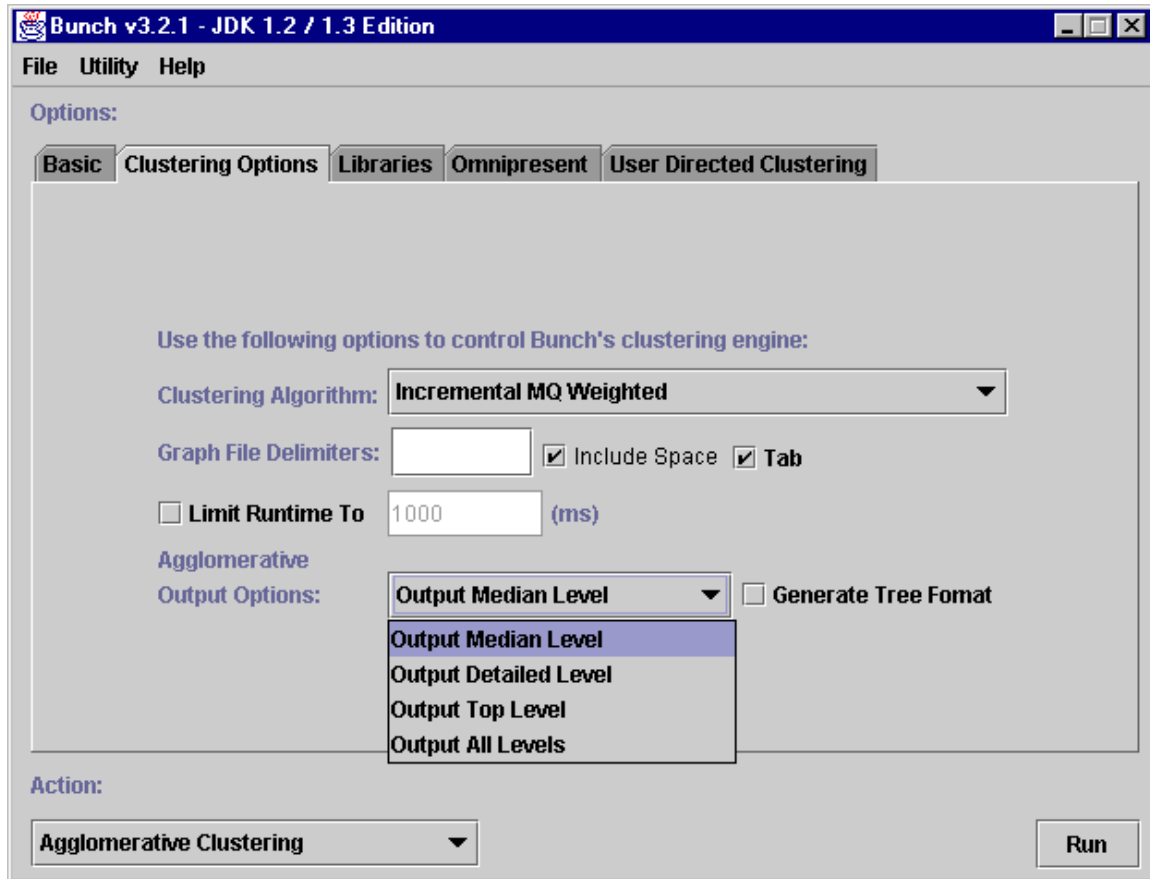 Bunch v3.2.1 - JDK 1.2 / 1.3 Edition
File Utility Help
Options:
Basic Clustering Options Libraries Omnipresent User Directed Clustering
Use the following options to control Bunch's clustering engine:
Clustering Algorithm: Incremental MQ Weighted
Graph File Delimiters: Include Space Tab
Limit Runtime To 1000 (ms)
Agglomerative
Output Options: Output Median Level Generate Tree Fomat
Output Median Level
Output Detailed Level
Output Top Level
Output All Levels
Action:
Agglomerative Clustering Run